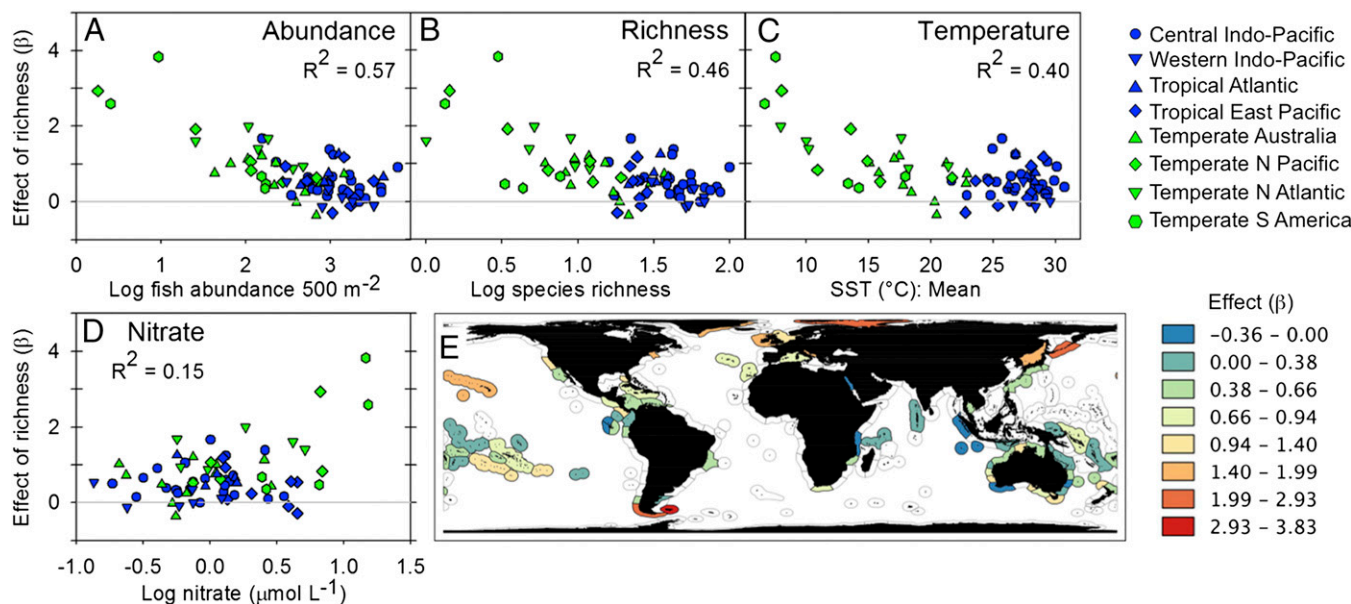 A Abundance
R² = 0.57
B Richness
R² = 0.46
C Temperature
R² = 0.40
Effect of richness (β)
4
2
0
0 1 2 3 4
0.0 0.5 1.0 1.5 2.0
10 15 20 25 30
Log fish abundance 500 m⁻²
Log species richness
SST (°C): Mean
Central Indo-Pacific
Western Indo-Pacific
Tropical Atlantic
Tropical East Pacific
Temperate Australia
Temperate N Pacific
Temperate N Atlantic
Temperate S America
D Nitrate
R² = 0.15
Effect of richness (β)
4
2
0
-1.0 -0.5 0.0 0.5 1.0 1.5
Log nitrate (μmol L⁻¹)
E
Effect (β)
−0.36 – 0.00
0.00 – 0.38
0.38 – 0.66
0.66 – 0.94
0.94 – 1.40
1.40 – 1.99
1.99 – 2.93
2.93 – 3.83